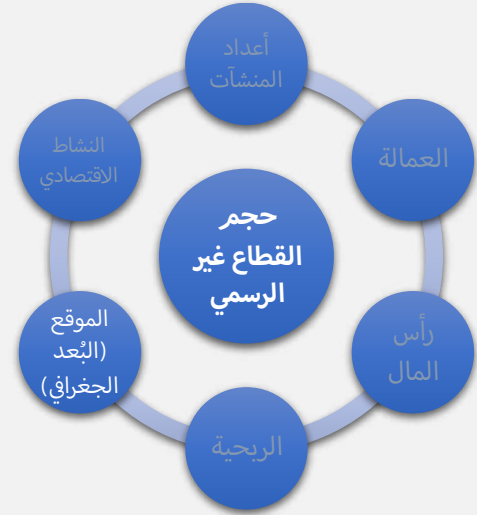 أعداد
المنشآت
العمالة
رأس
المال
الربحية
الموقع
(البُعد
الجغرافي)
النشاط
الاقتصادي
حجم
القطاع غير
الرسمي